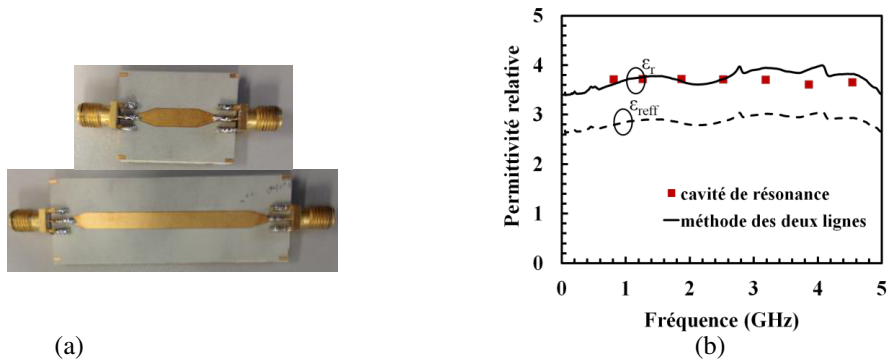 5
4
3
2
1
0
Permittivité relative
εr
εreff
cavité de résonance
méthode des deux lignes
0 1 2 3 4 5
Fréquence (GHz)
(a) (b)